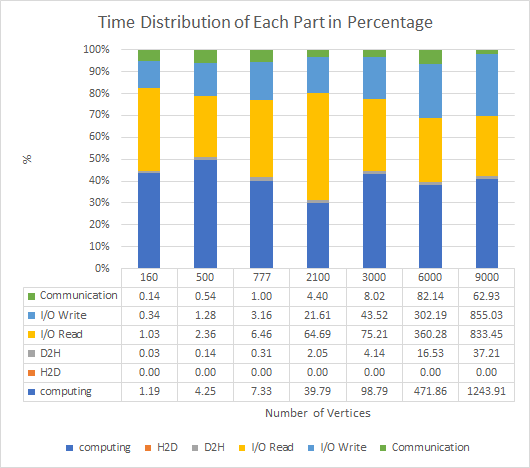 Time Distribution of Each Part in Percentage
100%
90%
80%
70%
60%
50%
40%
30%
20%
10%
0%
%
160 500 777 2100 3000 6000 9000
Communication 0.14 0.54 1.00 4.40 8.02 82.14 62.93
I/O Write 0.34 1.28 3.16 21.61 43.52 302.19 855.03
I/O Read 1.03 2.36 6.46 64.69 75.21 360.28 833.45
D2H 0.03 0.14 0.31 2.05 4.14 16.53 37.21
H2D 0.00 0.00 0.00 0.00 0.00 0.00 0.00
computing 1.19 4.25 7.33 39.79 98.79 471.86 1243.91
Number of Vertices
computing H2D D2H I/O Read I/O Write Communication